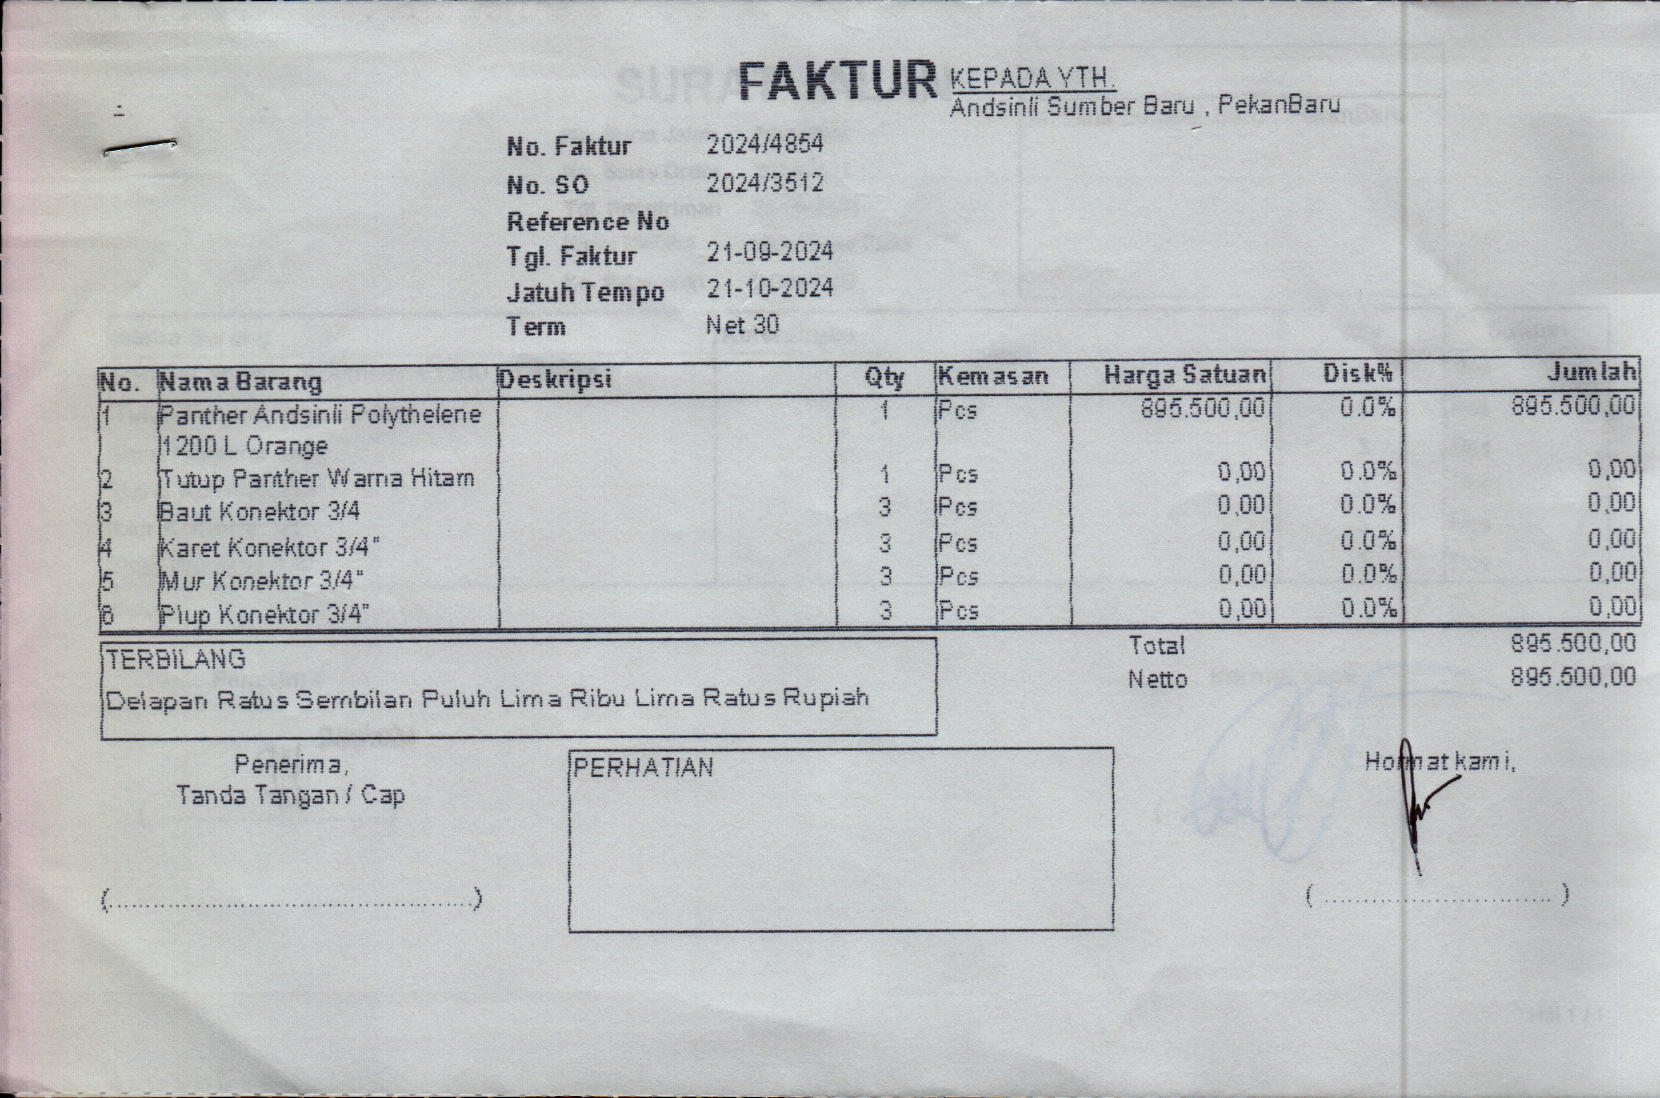 FAKTUR
KEPADA YTH.
Andsinli Sumber Baru , PekanBaru
No. Faktur 2024/4854
No. SO 2024/3512
Reference No
Tgl. Faktur 21-09-2024
Jatuh Tempo 21-10-2024
Term Net 30
No. Nama Barang Deskripsi Qty Kemasan Harga Satuan Disk% Jumlah
1 Panther Andsinli Polythelene 1 Pcs 895.500,00 0.0% 895.500,00
1200 L Orange
2 Tutup Panther Warna Hitam 1 Pcs 0,00 0.0% 0,00
3 Baut Konektor 3/4 3 Pcs 0,00 0.0% 0,00
4 Karet Konektor 3/4" 3 Pcs 0,00 0.0% 0,00
5 Mur Konektor 3/4" 3 Pcs 0,00 0.0% 0,00
6 Plup Konektor 3/4" 3 Pcs 0,00 0.0% 0,00
Total 895.500,00
Netto 895.500,00
TERBILANG
Delapan Ratus Sembilan Puluh Lima Ribu Lima Ratus Rupiah
Penerima,
Tanda Tangan / Cap
(..............................................)
PERHATIAN
Hormat kami,
( ............................. )